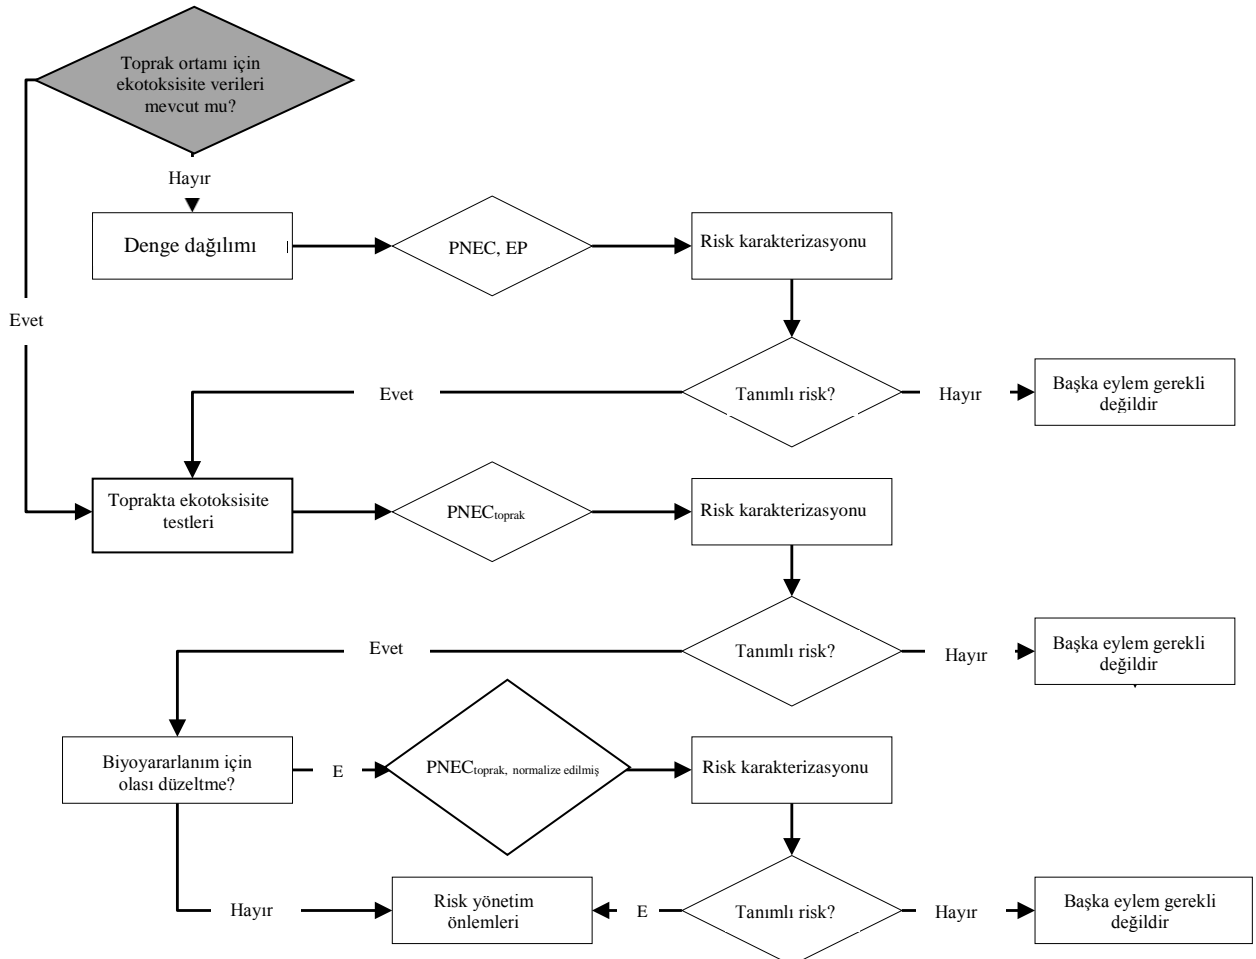 Toprak ortamı için
ekotoksisite verileri
mevcut mu?
Hayır
Denge dağılımı
PNEC, EP
Risk karakterizasyonu
Evet
Evet
Tanımlı risk?
Hayır
Başka eylem gerekli
değildir
Toprakta ekotoksisite
testleri
PNECtoprak
Risk karakterizasyonu
Evet
Tanımlı risk?
Hayır
Başka eylem gerekli
değildir
Biyoyararlanım için
olası düzeltme?
E
PNECtoprak, normalize edilmiş
Risk karakterizasyonu
Hayır
Risk yönetim
önlemleri
E
Tanımlı risk?
Hayır
Başka eylem gerekli
değildir